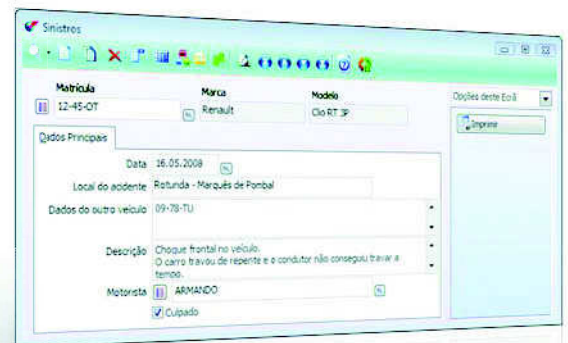 Sinistros
Matrícula Marca Modelo
12-45-OT Renault Clio RT 3P
Opções deste Ecrã
Imprimir
Dados Principais
Data 16.05.2008
Local do acidente Rotunda - Marquês de Pombal
Dados do outro veículo 09-78-TU
Descrição Choque frontal no veículo.
O carro travou de repente e o condutor não conseguiu travar a
tempo.
Motorista ARMANDO
Culpado